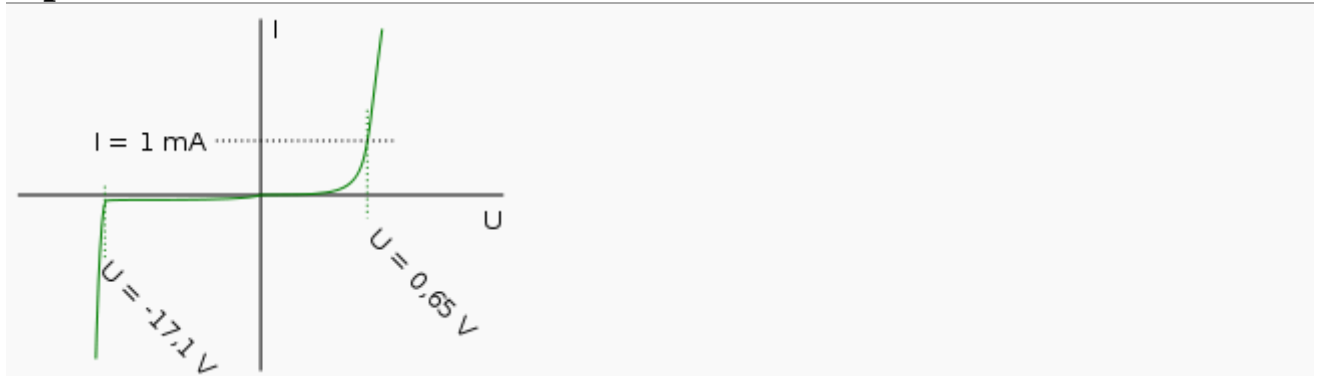 I
I = 1 mA
U
U = 0,65 V
U = -17,1 V